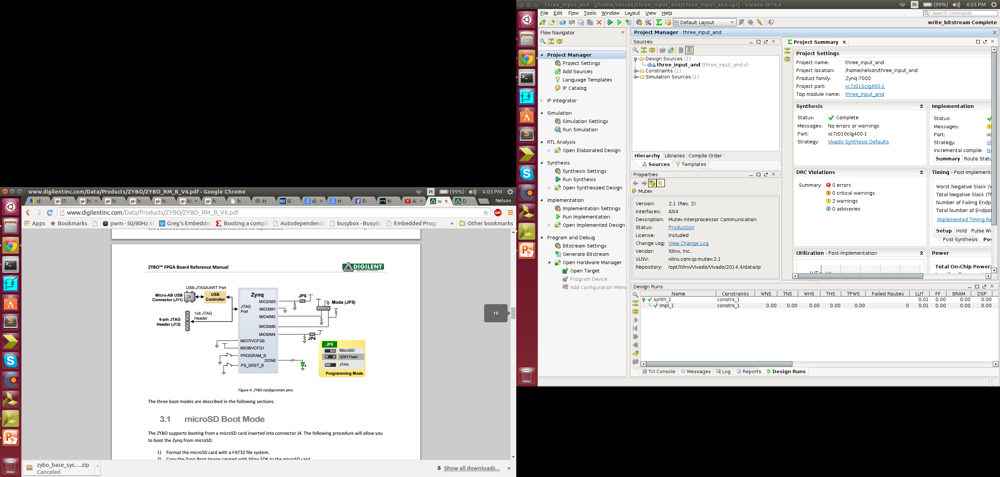 www.digilentinc.com/Data/Products/ZYBO/ZYBO_RM_B_V6.pdf - Google Chrome
Pt (99%) 4:03 PM
Nelson
www.digilentinc.com/Data/Products/ZYBO/ZYBO_RM_B_V6.pdf
ABP
Apps Bookmarks pwm - 50/60Hz in Greg's Embedde Booting a compil Autodependenci busybox - BusyBo Embedded Progr » Other bookmarks
ZYBO™ FPGA Board Reference Manual
DIGILENT
BEYOND THEORY
USB-JTAG/UART Port
Micro-AB USB
Connector (J11)
USB
Controller
1x6 JTAG
Header
6-pin JTAG
Header (J12)
Zynq
JTAG
Port
MIO2/M3
MIO3/M1
MIO4/M2
MIO5/M0
MIO6/M4
MIO7/VCFG0
MIO8/VCFG1
PROGRAM_B
DONE
PS_SRST_B
JP6
Mode (JP5)
JP4
JP5
MicroSD
QSPI Flash
JTAG
Programming Mode
10
Figure 4. ZYBO configuration pins.
The three boot modes are described in the following sections.
3.1 microSD Boot Mode
The ZYBO supports booting from a microSD card inserted into connector J4. The following procedure will allow you
to boot the Zynq from microSD:
1) Format the microSD card with a FAT32 file system.
2) Copy the Zynq Boot Image created with Xilinx SDK to the microSD card.
zybo_base_sys....zip
Canceled
Show all downloads...
three_input_and - [/home/nelson/three_input_and/three_input_and.xpr] - Vivado 2014.4
Pt (99%) 4:03 PM
File Edit Flow Tools Window Layout View Help
Search commands
Default Layout
write_bitstream Complete
Flow Navigator
Project Manager
Project Settings
Add Sources
Language Templates
IP Catalog
IP Integrator
Simulation
Simulation Settings
Run Simulation
RTL Analysis
Open Elaborated Design
Synthesis
Synthesis Settings
Run Synthesis
Open Synthesized Design
Implementation
Implementation Settings
Run Implementation
Open Implemented Design
Program and Debug
Bitstream Settings
Generate Bitstream
Open Hardware Manager
Open Target
Program Device
Add Configuration Mem
Project Manager - three_input_and
Sources
Design Sources (1)
three_input_and (three_input_and.v)
Constraints (1)
Simulation Sources (1)
Hierarchy Libraries Compile Order
Sources Templates
Properties
Mutex
Version: 2.1 (Rev. 2)
Interfaces: AXI4
Description: Mutex Interprocessor Communication
Status: Production
License: Included
Change Log: View Change Log
Vendor: Xilinx, Inc.
VLNV: xilinx.com:ip:mutex:2.1
Repository: /opt/Xilinx/Vivado/Vivado/2014.4/data/ip
Project Summary
Project Settings
Project name: three_input_and
Project location: /home/nelson/three_input_and
Product family: Zynq-7000
Project part: xc7z010clg400-1
Top module name: three_input_and
Synthesis
Status: Complete
Messages: No errors or warnings
Part: xc7z010clg400-1
Strategy: Vivado Synthesis Defaults
Implementation
Status:
Messages:
Part: xc
Strategy: Vi
Incremental compile: No
Summary Route Statu
DRC Violations
Summary: 0 errors
0 critical warnings
2 warnings
0 advisories
Timing - Post-Implementa
Worst Negative Slack (W
Total Negative Slack (TN
Number of Failing Endp
Total Number of Endpoi
Implemented Timing Re
Setup Hold Pulse Wi
Post-Synthesis Pos
Utilization - Post-Implementation
LUT 1%
Power
Total On-Chip Power:
Design Runs
Name Constraints WNS TNS WHS THS TPWS Failed Routes LUT FF BRAM DSP
synth_1 constrs_1 0.01 0.00 0.00 0.00
impl_1 constrs_1 0.00 0.00 0.00 0.00 0.00 0 0.01 0.00 0.00 0.00
Tcl Console Messages Log Reports Design Runs